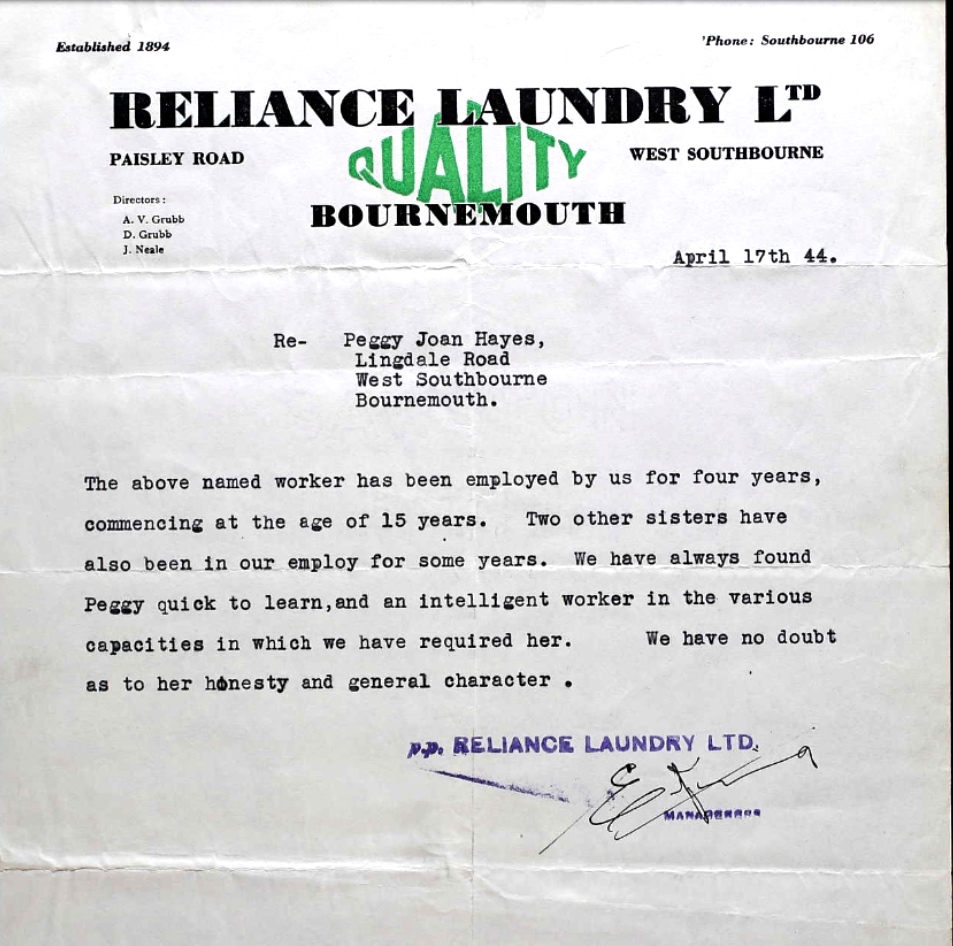 Established 1894
'Phone: Southbourne 106
RELIANCE LAUNDRY LTD
QUALITY
PAISLEY ROAD
WEST SOUTHBOURNE
BOURNEMOUTH
Directors:
A. V. Grubb
D. Grubb
J. Neale
April 17th 44.
Re- Peggy Joan Hayes,
Lingdale Road
West Southbourne
Bournemouth.
The above named worker has been employed by us for four years,
commencing at the age of 15 years. Two other sisters have
also been in our employ for some years. We have always found
Peggy quick to learn,and an intelligent worker in the various
capacities in which we have required her. We have no doubt
as to her honesty and general character .
p.p. RELIANCE LAUNDRY LTD.